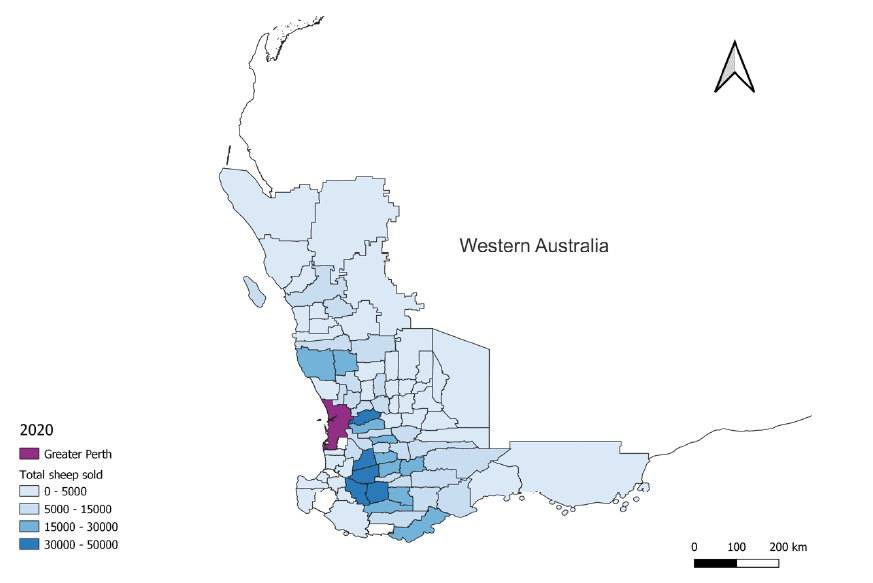 Western Australia
2020
Greater Perth
Total sheep sold
0 - 5000
5000 - 15000
15000 - 30000
30000 - 50000
0 100 200 km